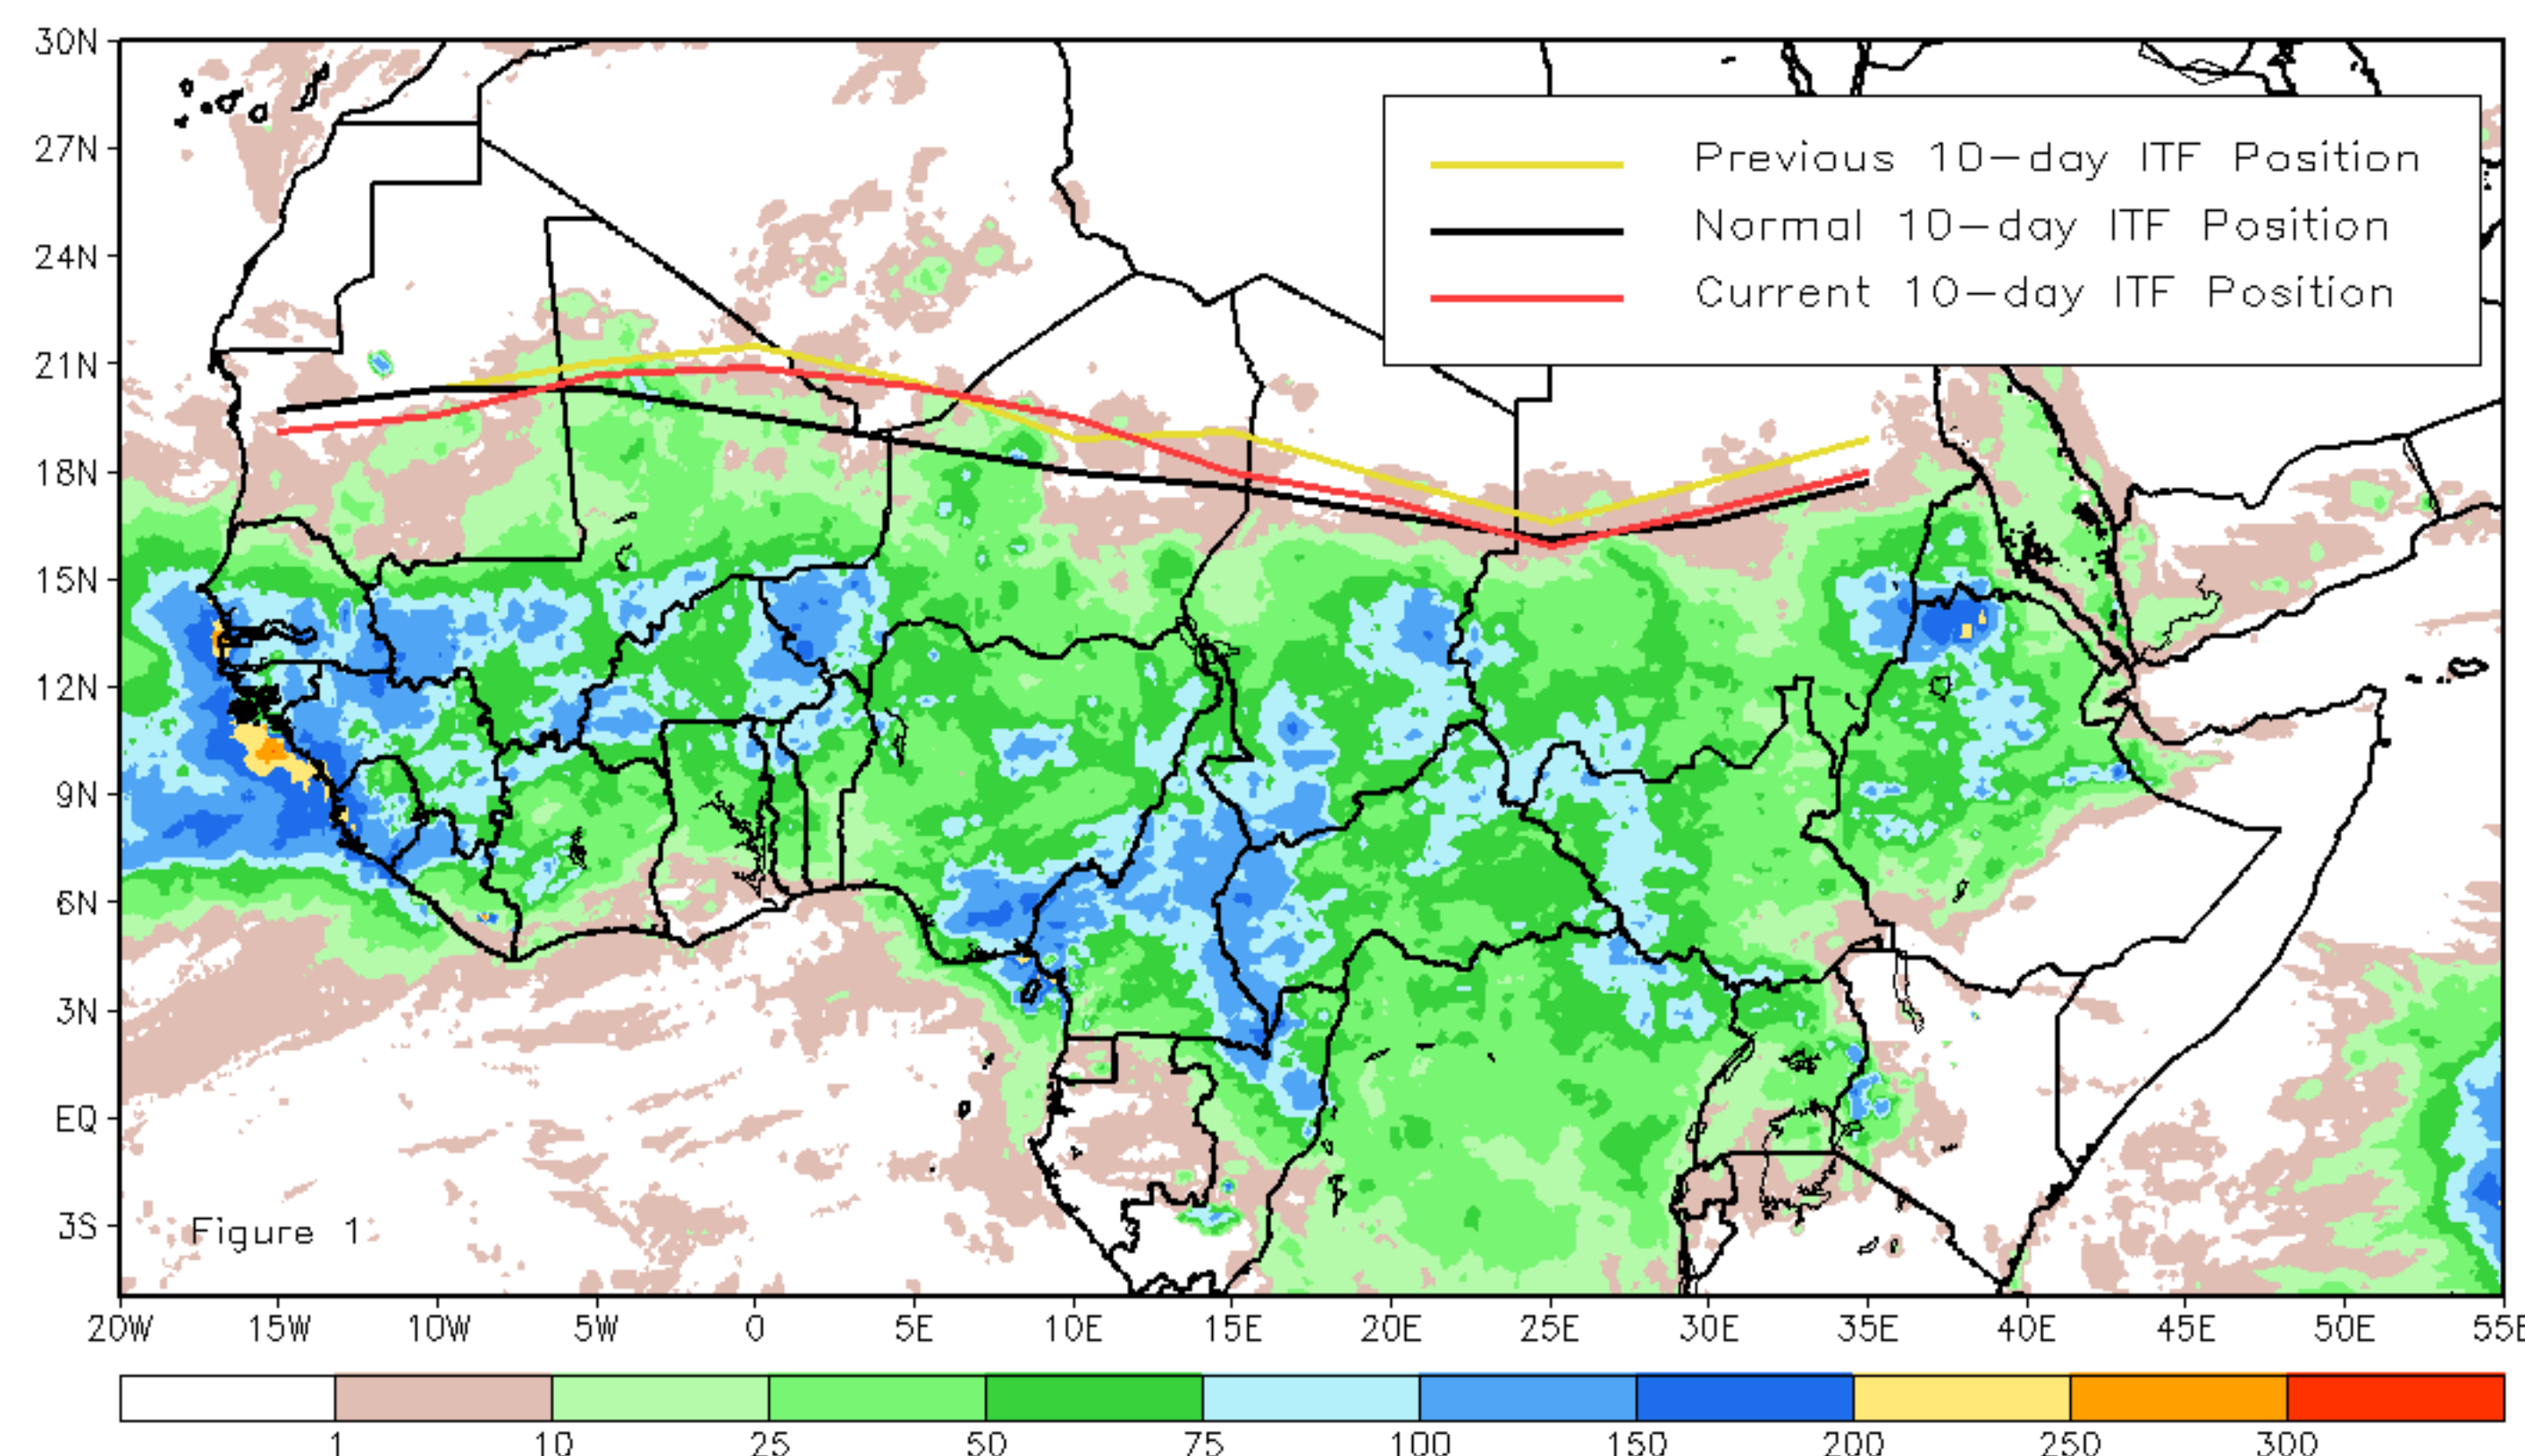 30N
27N
24N
21N
18N
15N
12N
9N
6N
3N
EQ
3S
Previous 10-day ITF Position
Normal 10-day ITF Position
Current 10-day ITF Position
Figure 1
20W 15W 10W 5W 0 5E 10E 15E 20E 25E 30E 35E 40E 45E 50E 55E
1 10 25 50 75 100 150 200 250 300